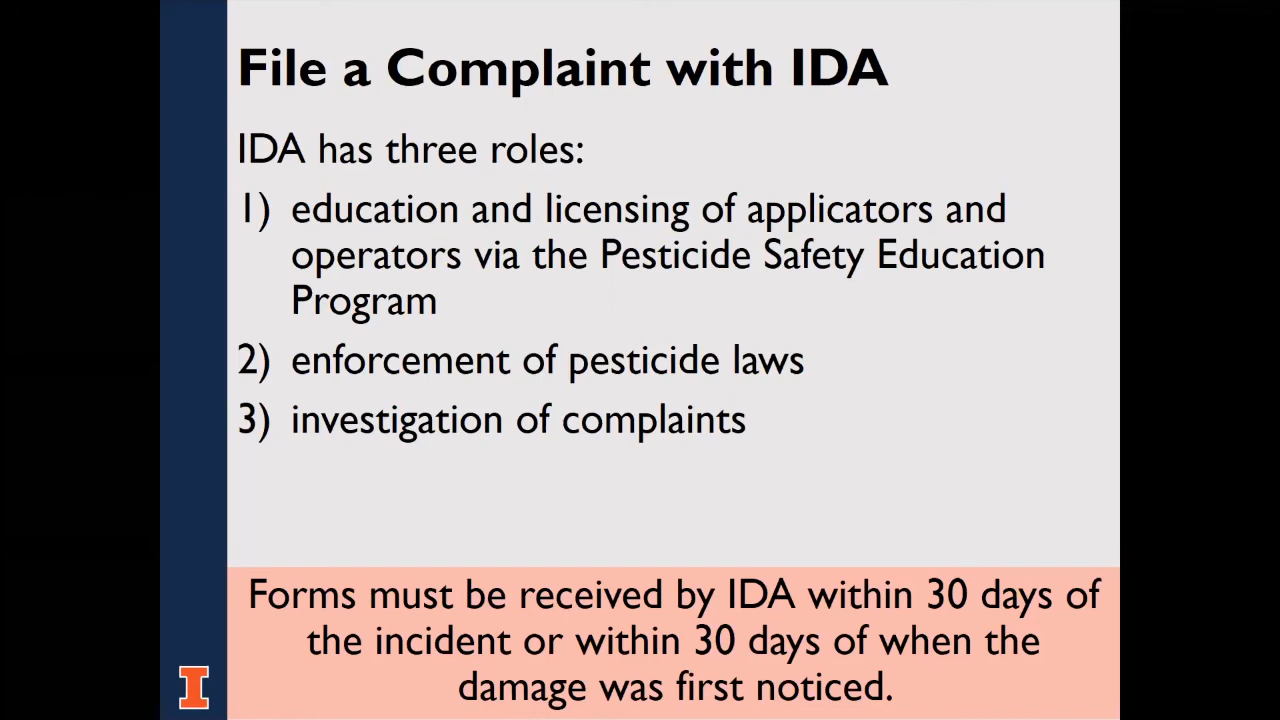 File a Complaint with IDA
IDA has three roles:
1) education and licensing of applicators and
operators via the Pesticide Safety Education
Program
2) enforcement of pesticide laws
3) investigation of complaints
Forms must be received by IDA within 30 days of
the incident or within 30 days of when the
damage was first noticed.
I